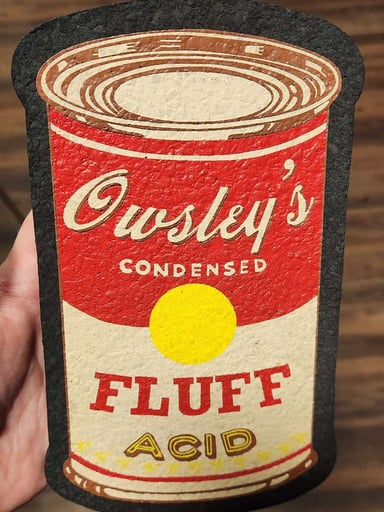 Owsley's
CONDENSED
FLUFF
ACID